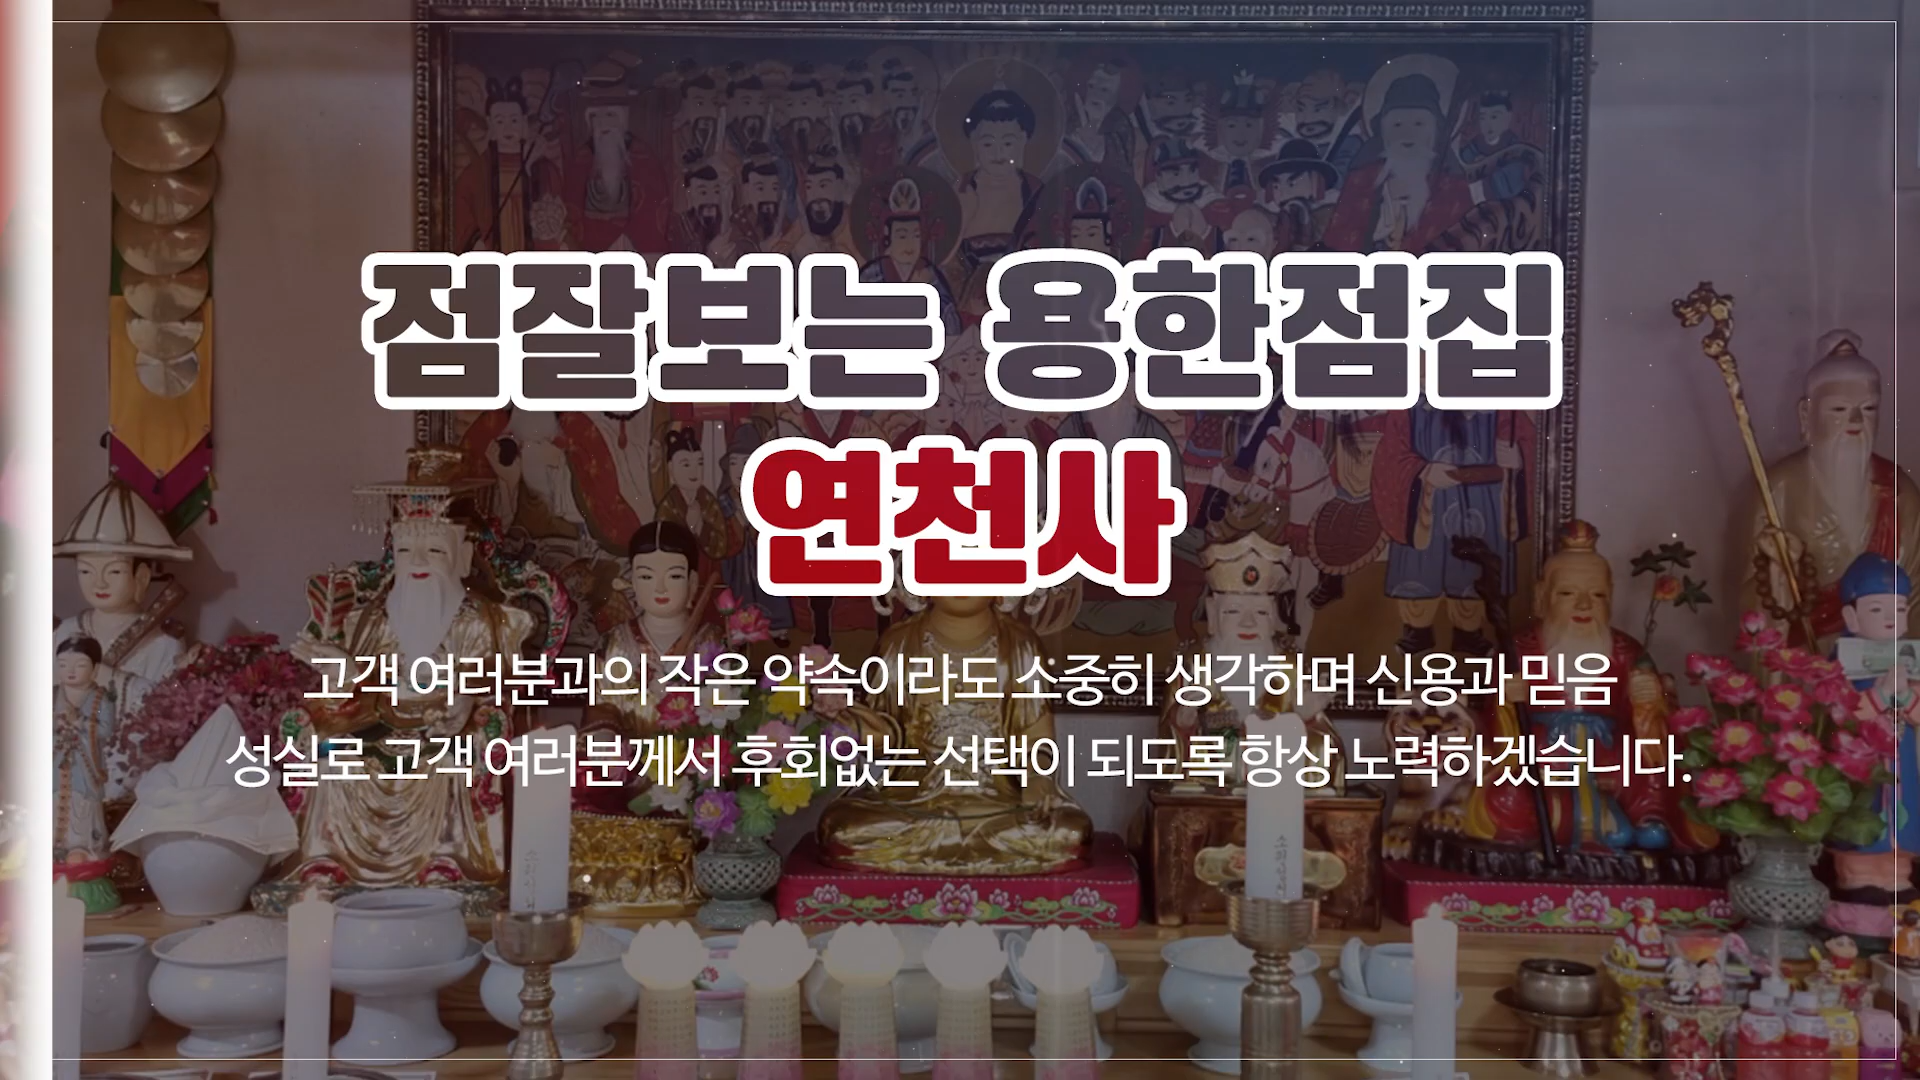 점잘보는 용한점집
연천사
고객 여러분과의 작은 약속이라도 소중히 생각하며 신용과 믿음
성실로 고객 여러분께서 후회없는 선택이 되도록 항상 노력하겠습니다.